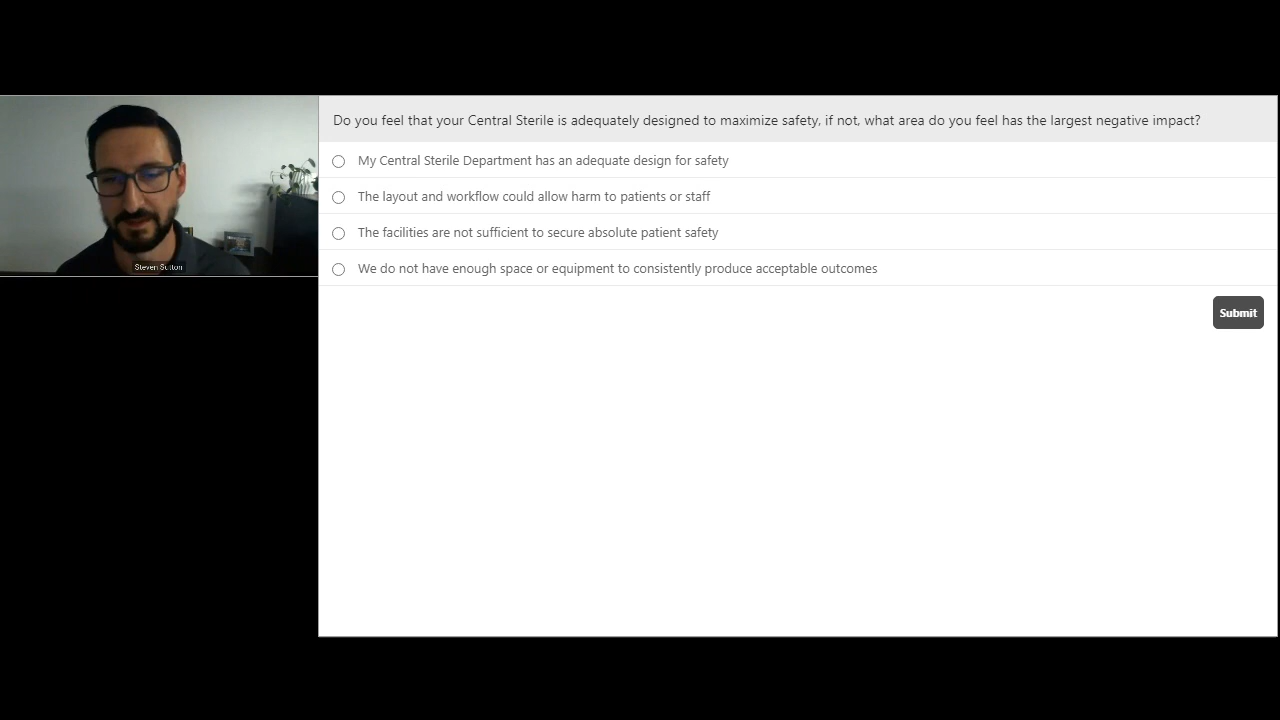 Do you feel that your Central Sterile is adequately designed to maximize safety, if not, what area do you feel has the largest negative impact?
My Central Sterile Department has an adequate design for safety
The layout and workflow could allow harm to patients or staff
The facilities are not sufficient to secure absolute patient safety
We do not have enough space or equipment to consistently produce acceptable outcomes
Steven Sutton
Submit